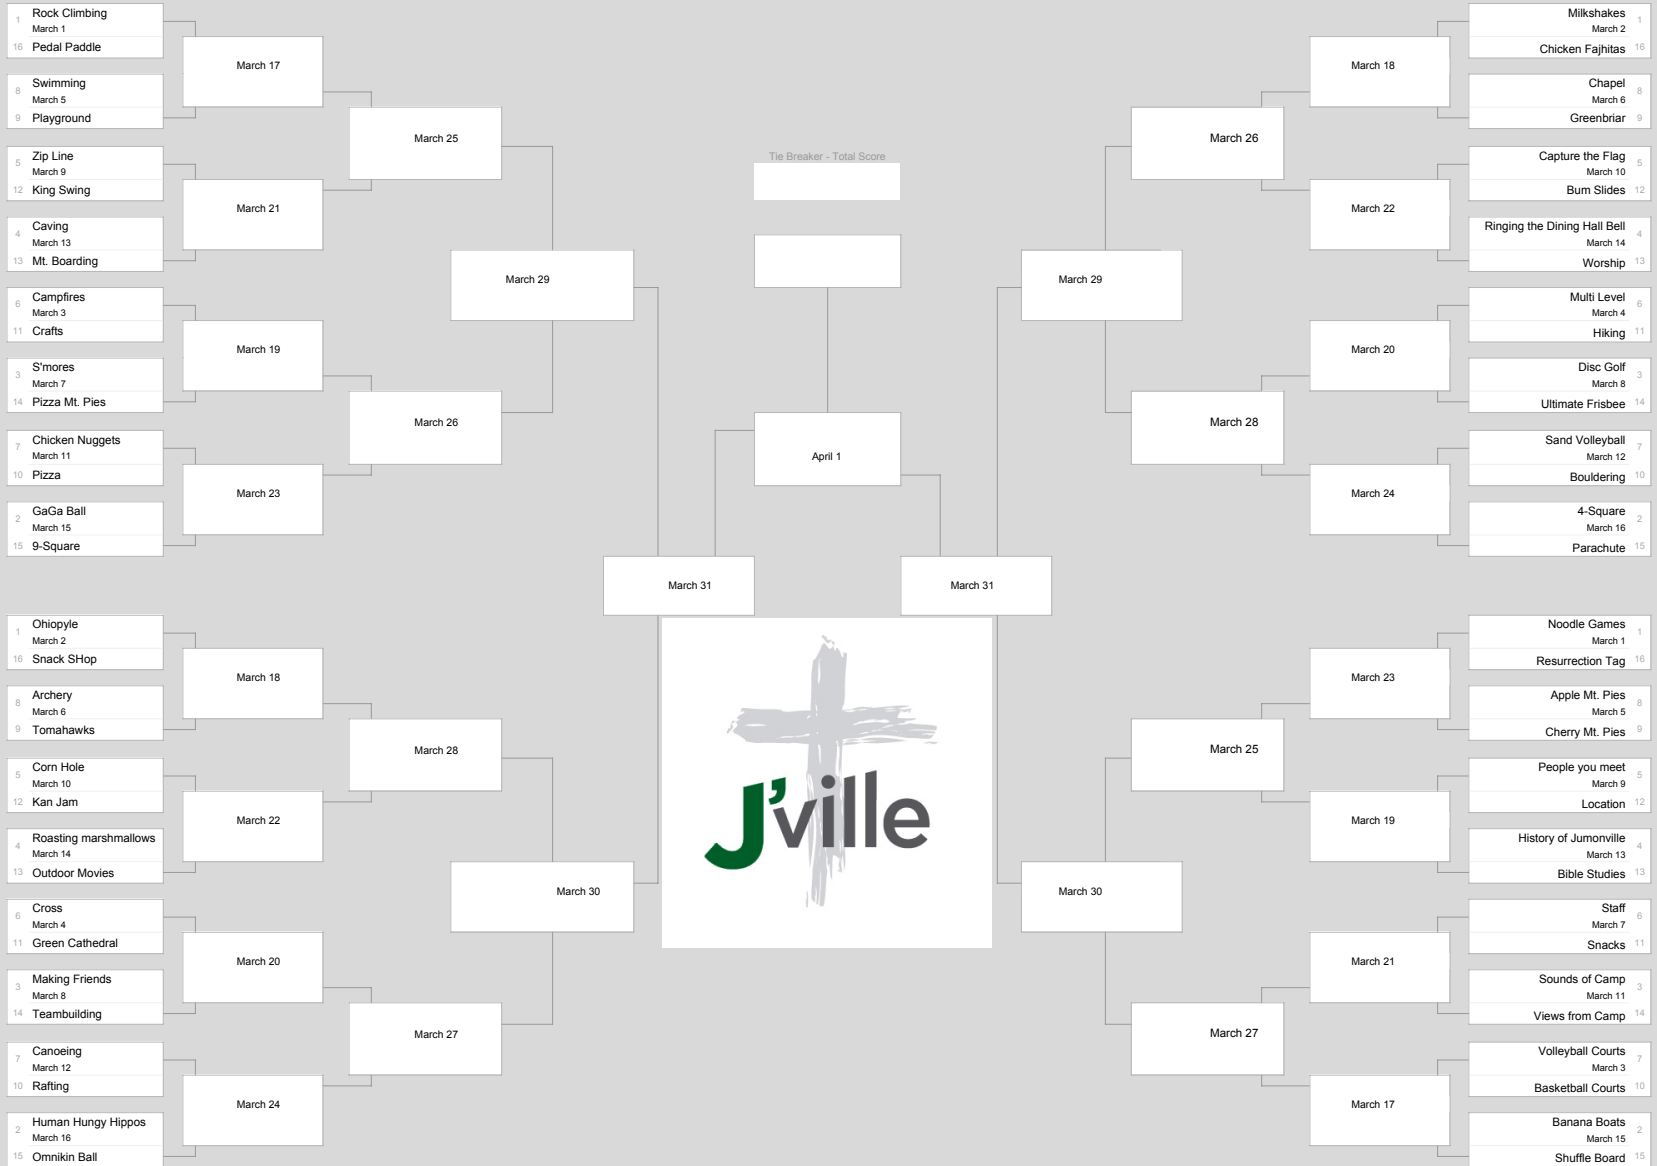 1 Rock Climbing
March 1
16 Pedal Paddle
8 Swimming
March 5
9 Playground
5 Zip Line
March 9
12 King Swing
4 Caving
March 13
13 Mt. Boarding
6 Campfires
March 3
11 Crafts
3 S'mores
March 7
14 Pizza Mt. Pies
7 Chicken Nuggets
March 11
10 Pizza
2 GaGa Ball
March 15
15 9-Square
March 17
March 21
March 19
March 23
March 25
March 26
March 29
1 Ohiopyle
March 2
16 Snack SHop
8 Archery
March 6
9 Tomahawks
5 Corn Hole
March 10
12 Kan Jam
4 Roasting marshmallows
March 14
13 Outdoor Movies
6 Cross
March 4
11 Green Cathedral
3 Making Friends
March 8
14 Teambuilding
7 Canoeing
March 12
10 Rafting
2 Human Hungy Hippos
March 16
15 Omnikin Ball
March 18
March 22
March 20
March 24
March 28
March 27
March 30
March 31
Tie Breaker - Total Score
April 1
March 31
J'ville
Milkshakes 1
March 2
Chicken Fajhitas 16
Chapel 8
March 6
Greenbriar 9
Capture the Flag 5
March 10
Bum Slides 12
Ringing the Dining Hall Bell 4
March 14
Worship 13
Multi Level 6
March 4
Hiking 11
Disc Golf 3
March 8
Ultimate Frisbee 14
Sand Volleyball 7
March 12
Bouldering 10
4-Square 2
March 16
Parachute 15
March 18
March 22
March 20
March 24
March 26
March 28
March 29
Noodle Games 1
March 1
Resurrection Tag 16
Apple Mt. Pies 8
March 5
Cherry Mt. Pies 9
People you meet 5
March 9
Location 12
History of Jumonville 4
March 13
Bible Studies 13
Staff 6
March 7
Snacks 11
Sounds of Camp 3
March 11
Views from Camp 14
Volleyball Courts 7
March 3
Basketball Courts 10
Banana Boats 2
March 15
Shuffle Board 15
March 23
March 19
March 21
March 17
March 25
March 27
March 30